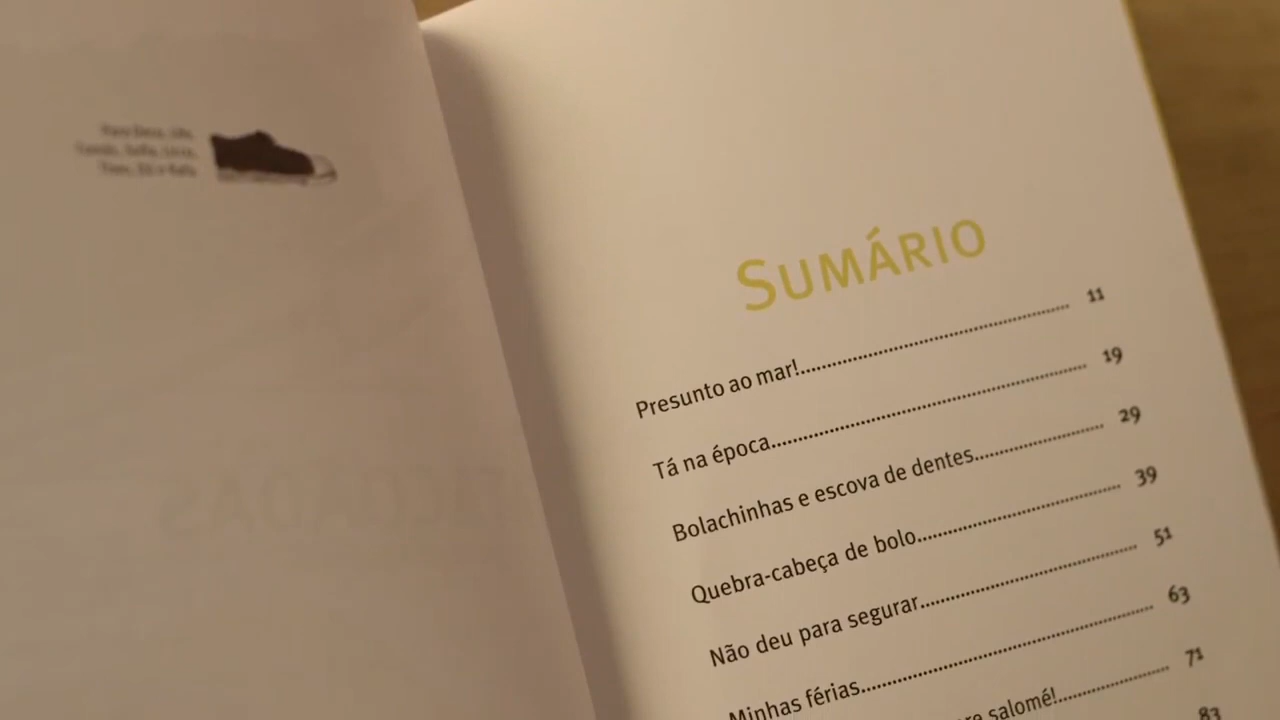 SUMÁRIO
Presunto ao mar!........................................ 11
Tá na época........................................ 19
Bolachinhas e escova de dentes........................................ 29
Quebra-cabeça de bolo........................................ 39
Não deu para segurar........................................ 51
Minhas férias........................................ 63
salomé!........................................ 71
83